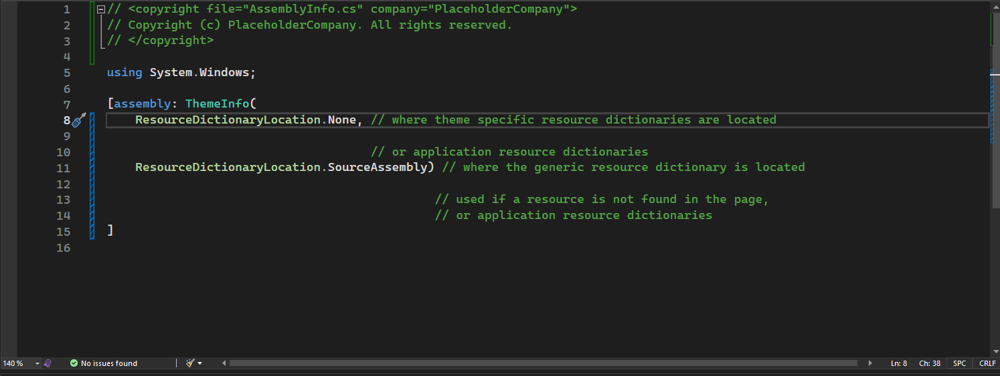 1 // <copyright file="AssemblyInfo.cs" company="PlaceholderCompany">
2 // Copyright (c) PlaceholderCompany. All rights reserved.
3 // </copyright>
4
5 using System.Windows;
6
7 [assembly: ThemeInfo(
8 ResourceDictionaryLocation.None, // where theme specific resource dictionaries are located
9
10 // or application resource dictionaries
11 ResourceDictionaryLocation.SourceAssembly) // where the generic resource dictionary is located
12
13 // used if a resource is not found in the page,
14 // or application resource dictionaries
15 ]
16
140 % No issues found Ln: 8 Ch: 38 SPC CRLF